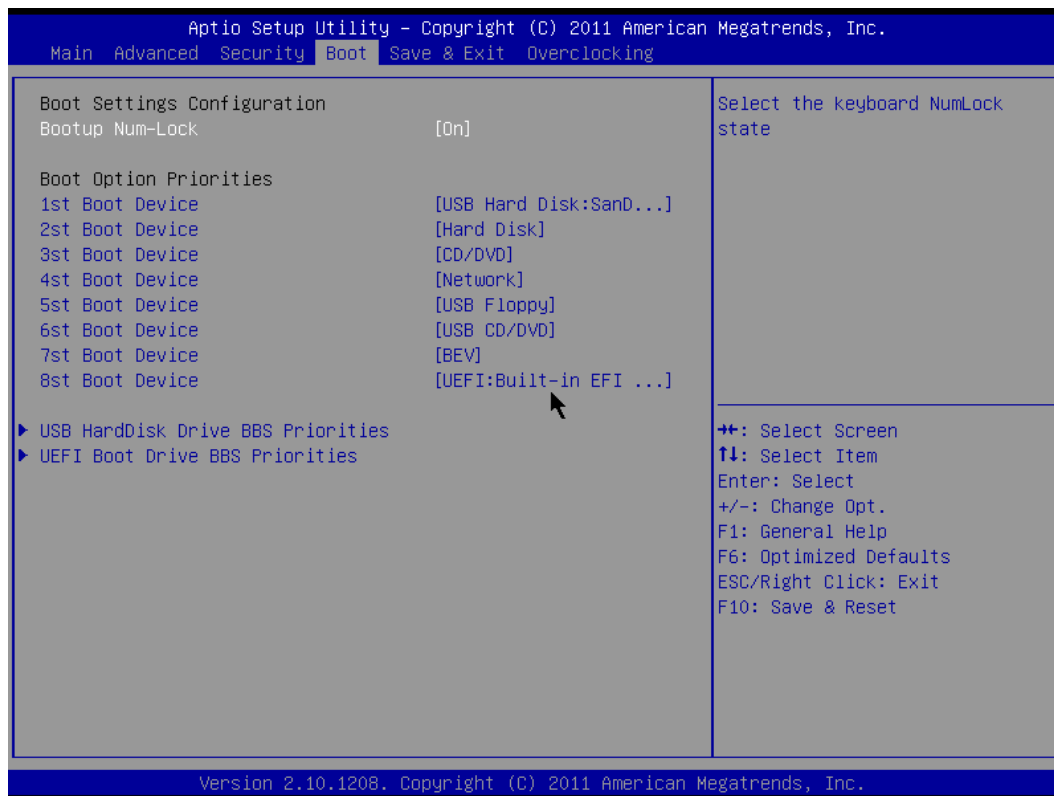 Aptio Setup Utility – Copyright (C) 2011 American Megatrends, Inc.
Main Advanced Security Boot Save & Exit Overclocking
Boot Settings Configuration
Bootup Num-Lock [On]
Boot Option Priorities
1st Boot Device [USB Hard Disk:SanD...]
2st Boot Device [Hard Disk]
3st Boot Device [CD/DVD]
4st Boot Device [Network]
5st Boot Device [USB Floppy]
6st Boot Device [USB CD/DVD]
7st Boot Device [BEV]
8st Boot Device [UEFI:Built-in EFI ...]
▶ USB HardDisk Drive BBS Priorities
▶ UEFI Boot Drive BBS Priorities
Select the keyboard NumLock
state
→←: Select Screen
↑↓: Select Item
Enter: Select
+/-: Change Opt.
F1: General Help
F6: Optimized Defaults
ESC/Right Click: Exit
F10: Save & Reset
Version 2.10.1208. Copyright (C) 2011 American Megatrends, Inc.